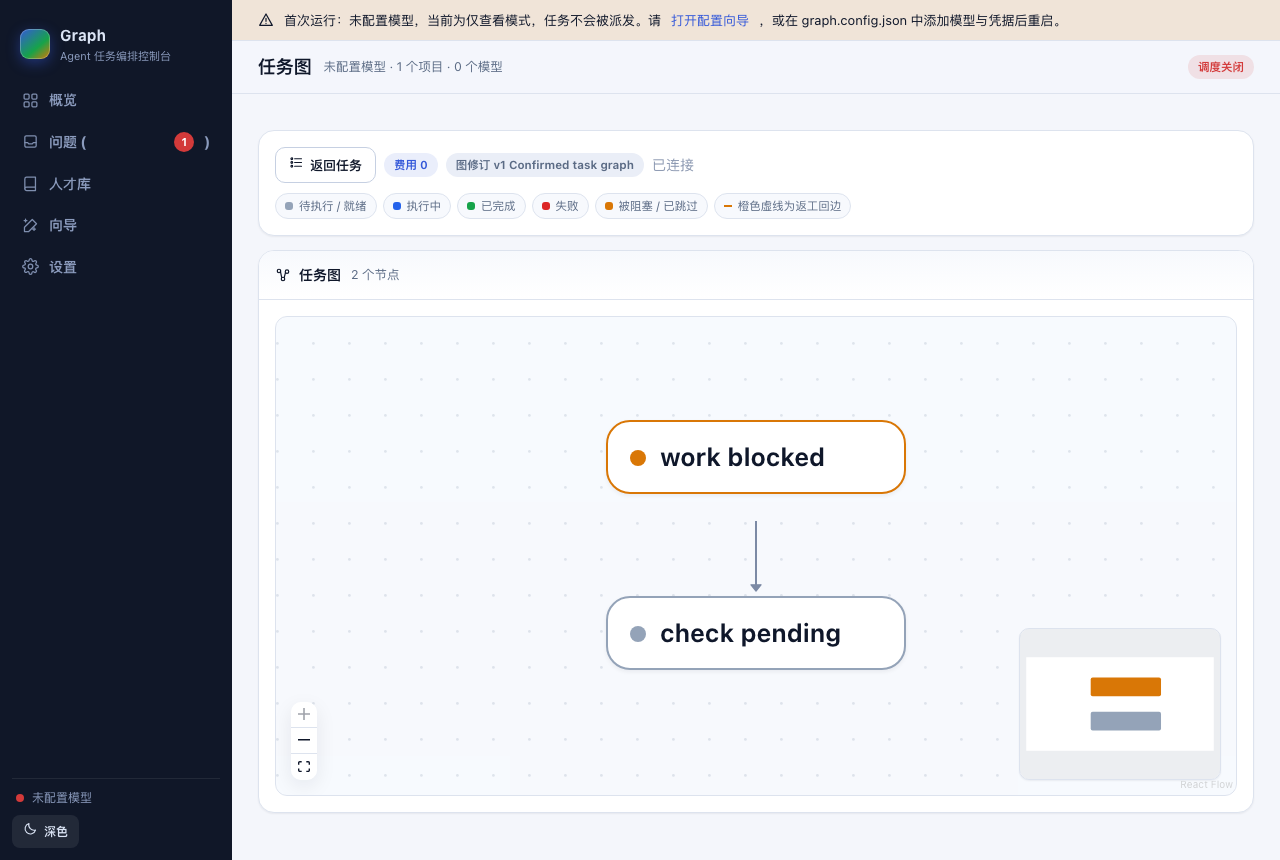 Graph
Agent 任务编排控制台
概览
问题 ( 1 )
人才库
向导
设置
未配置模型
深色
首次运行：未配置模型，当前为仅查看模式，任务不会被派发。请 打开配置向导 ，或在 graph.config.json 中添加模型与凭据后重启。
任务图 未配置模型 · 1 个项目 · 0 个模型 调度关闭
返回任务 费用 0 图修订 v1 Confirmed task graph 已连接
待执行 / 就绪 执行中 已完成 失败 被阻塞 / 已跳过 橙色虚线为返工回边
任务图 2 个节点
work blocked
check pending
React Flow